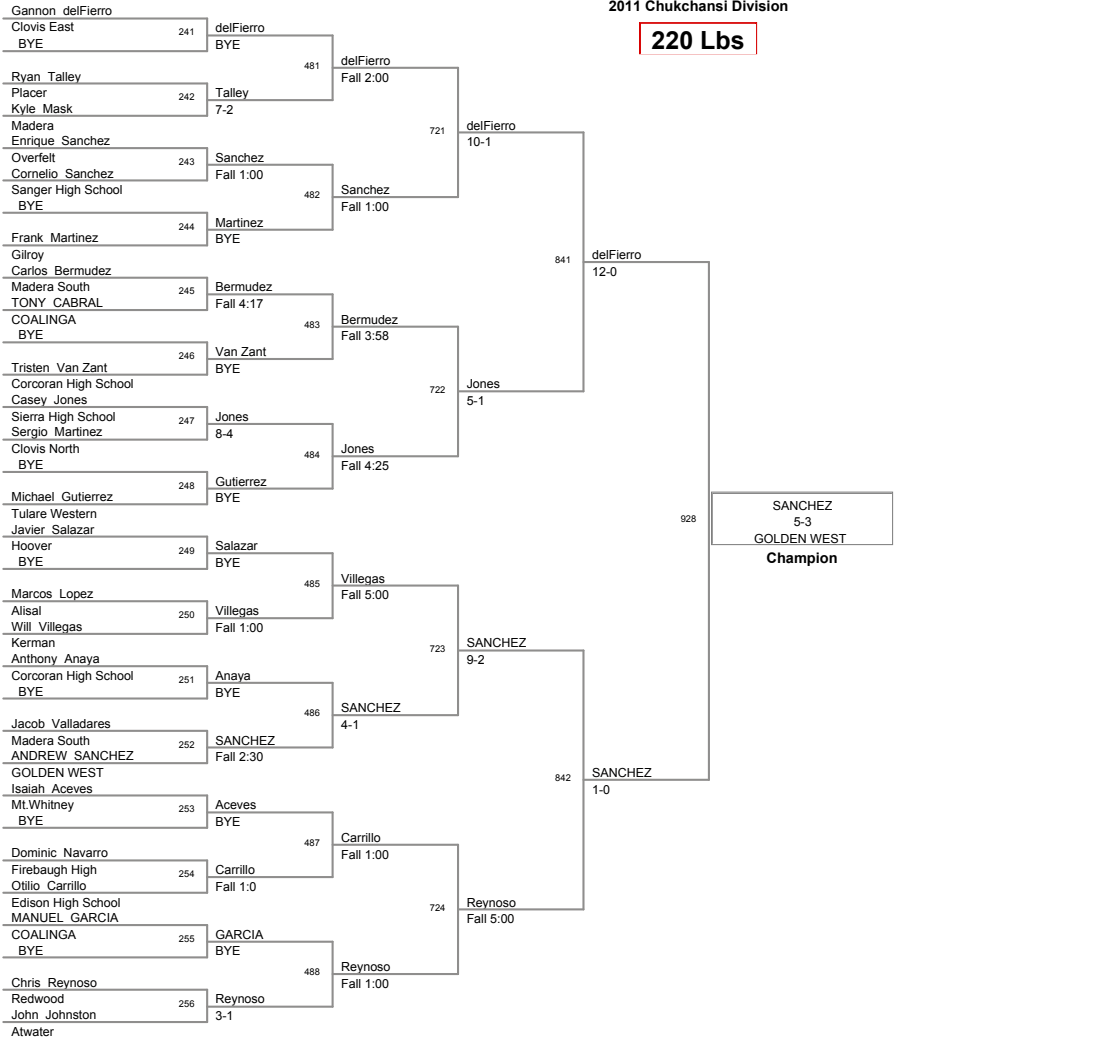 2011 Chukchansi Division
220 Lbs
Gannon delFierro
Clovis East
BYE
Ryan Talley
Placer
Kyle Mask
Madera
Enrique Sanchez
Overfelt
Cornelio Sanchez
Sanger High School
BYE
Frank Martinez
Gilroy
Carlos Bermudez
Madera South
TONY CABRAL
COALINGA
BYE
Tristen Van Zant
Corcoran High School
Casey Jones
Sierra High School
Sergio Martinez
Clovis North
BYE
Michael Gutierrez
Tulare Western
Javier Salazar
Hoover
BYE
Marcos Lopez
Alisal
Will Villegas
Kerman
Anthony Anaya
Corcoran High School
BYE
Jacob Valladares
Madera South
ANDREW SANCHEZ
GOLDEN WEST
Isaiah Aceves
Mt.Whitney
BYE
Dominic Navarro
Firebaugh High
Otilio Carrillo
Edison High School
MANUEL GARCIA
COALINGA
BYE
Chris Reynoso
Redwood
John Johnston
Atwater
241
242
243
244
245
246
247
248
249
250
251
252
253
254
255
256
delFierro
BYE
Talley
7-2
Sanchez
Fall 1:00
Martinez
BYE
Bermudez
Fall 4:17
Van Zant
BYE
Jones
8-4
Gutierrez
BYE
Salazar
BYE
Villegas
Fall 1:00
Anaya
BYE
SANCHEZ
Fall 2:30
Aceves
BYE
Carrillo
Fall 1:0
GARCIA
BYE
Reynoso
3-1
481
482
483
484
485
486
487
488
delFierro
Fall 2:00
Sanchez
Fall 1:00
Bermudez
Fall 3:58
Jones
Fall 4:25
Villegas
Fall 5:00
SANCHEZ
4-1
Carrillo
Fall 1:00
Reynoso
Fall 1:00
721
722
723
724
delFierro
10-1
Jones
5-1
SANCHEZ
9-2
Reynoso
Fall 5:00
841
842
delFierro
12-0
SANCHEZ
1-0
928
SANCHEZ
5-3
GOLDEN WEST
Champion